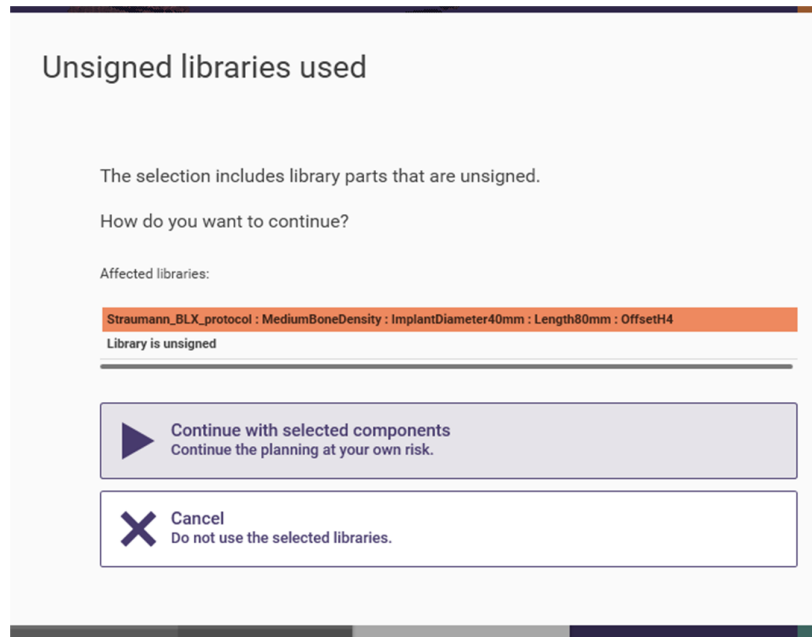 Unsigned libraries used
The selection includes library parts that are unsigned.
How do you want to continue?
Affected libraries:
Straumann_BLX_protocol : MediumBoneDensity : ImplantDiameter40mm : Length80mm : OffsetH4
Library is unsigned
Continue with selected components
Continue the planning at your own risk.
Cancel
Do not use the selected libraries.